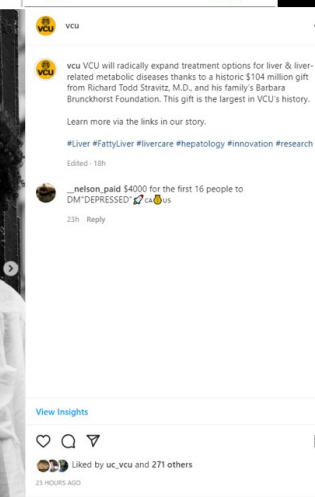 VCU
vcu
VCU
vcu VCU will radically expand treatment options for liver & liver-
related metabolic diseases thanks to a historic $104 million gift
from Richard Todd Stravitz, M.D., and his family's Barbara
Brunckhorst Foundation. This gift is the largest in VCU's history.
Learn more via the links in our story.
#Liver #FattyLiver #livercare #hepatology #innovation #research
Edited · 18h
__nelson_paid $4000 for the first 16 people to
DM"DEPRESSED"🚀CA💰US
23h Reply
View Insights
Liked by uc_vcu and 271 others
23 HOURS AGO